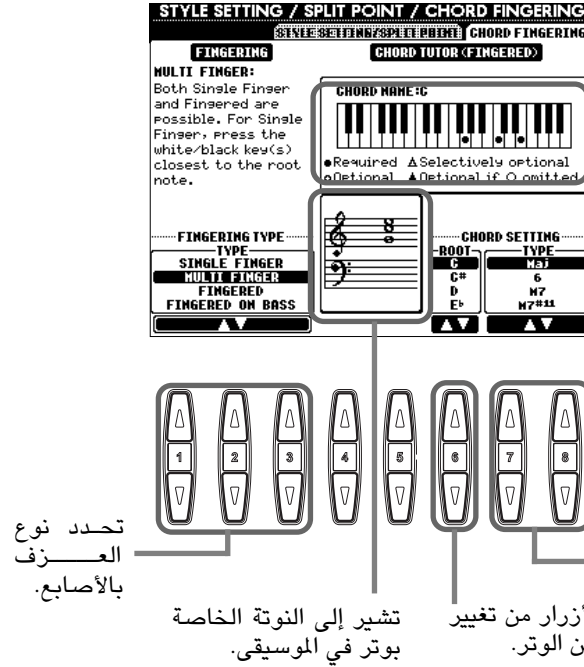 STYLE SETTING / SPLIT POINT / CHORD FINGERING
STYLE SETTING/SPLIT POINT CHORD FINGERING
FINGERING
CHORD TUTOR (FINGERED)
MULTI FINGER:
Both Single Finger
and Fingered are
possible. For Single
Finger, press the
white/black key(s)
closest to the root
note.
CHORD NAME:C
●Required ∆Selectively optional
○Optional ▲Optional if ○ omitted
FINGERING TYPE
TYPE
SINGLE FINGER
MULTI FINGER
FINGERED
FINGERED ON BASS
CHORD SETTING
ROOT
C
C#
D
E♭
TYPE
Maj
6
M7
M7#11
1 2 3 4 5 6 7 8
تحدد نوع
العزف
بالأصابع.
تشير إلى النوتة الخاصة
بوتر في الموسيقى.
أزرار من تغيير
ن الوتر.